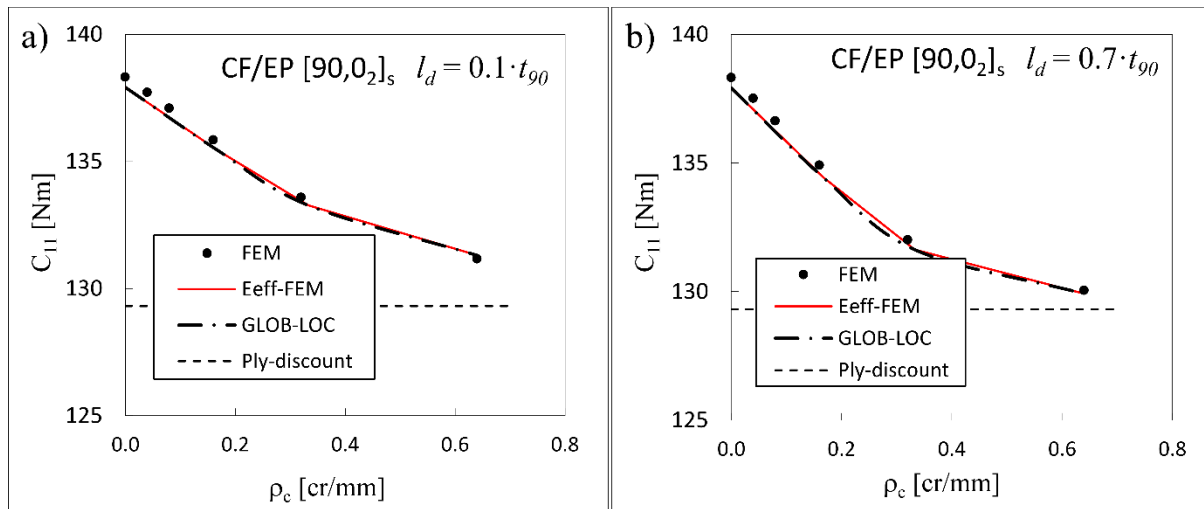 a)
CF/EP [90,0₂]ₛ l_d = 0.1·t₉₀
140
135
130
125
C₁₁ [Nm]
FEM
Eeff-FEM
GLOB-LOC
Ply-discount
0.0 0.2 0.4 0.6 0.8
ρ_c [cr/mm]
b)
CF/EP [90,0₂]ₛ l_d = 0.7·t₉₀
140
135
130
125
C₁₁ [Nm]
FEM
Eeff-FEM
GLOB-LOC
Ply-discount
0.0 0.2 0.4 0.6 0.8
ρ_c [cr/mm]